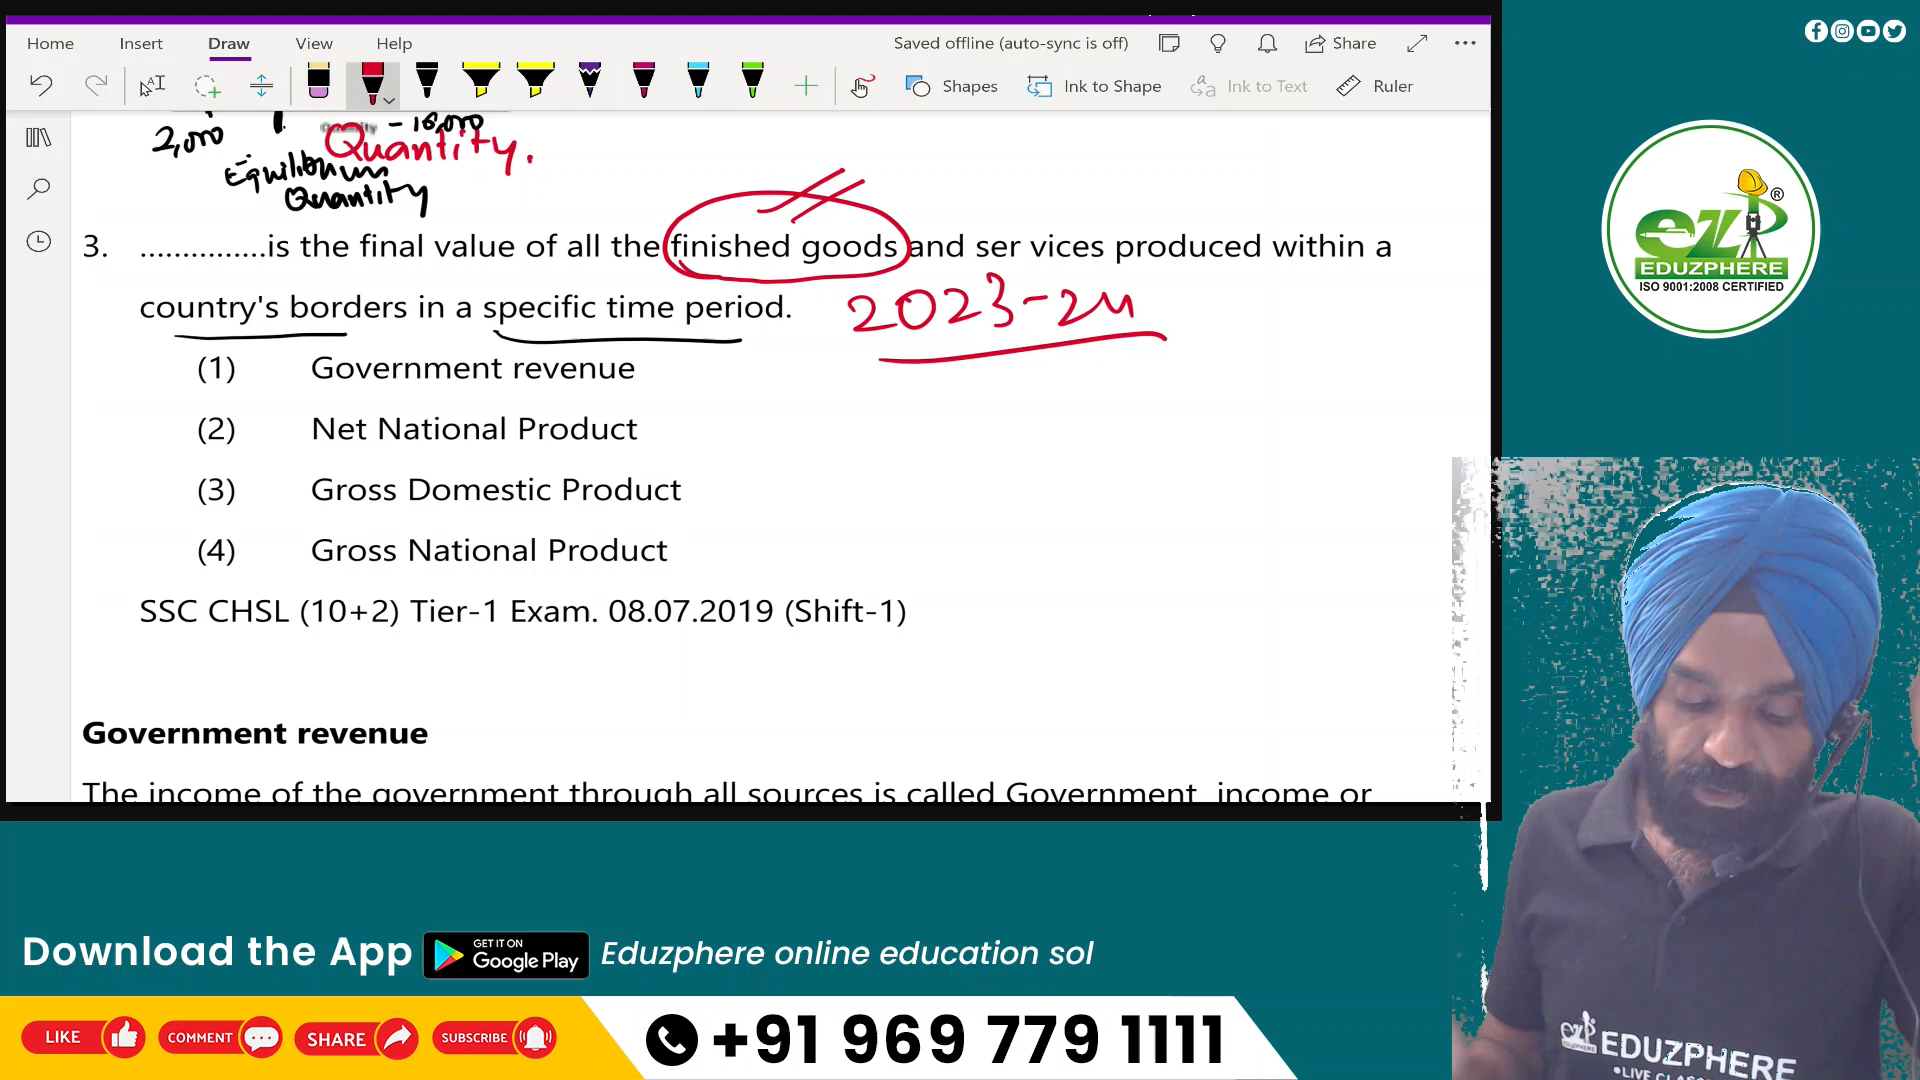 Home Insert Draw View Help Saved offline (auto-sync is off) Share
Shapes Ink to Shape Ink to Text Ruler
2,000 Quantity - 10,000
Quantity.
Equilibrium
Quantity
3. ...............is the final value of all the finished goods and ser vices produced within a
country's borders in a specific time period. 2023-24
(1) Government revenue
(2) Net National Product
(3) Gross Domestic Product
(4) Gross National Product
SSC CHSL (10+2) Tier-1 Exam. 08.07.2019 (Shift-1)
Government revenue
The income of the government through all sources is called Government income or
EZP ®
EDUZPHERE
ISO 9001:2008 CERTIFIED
Download the App GET IT ON Google Play Eduzphere online education sol
LIKE COMMENT SHARE SUBSCRIBE +91 969 779 1111
EDUZPHERE